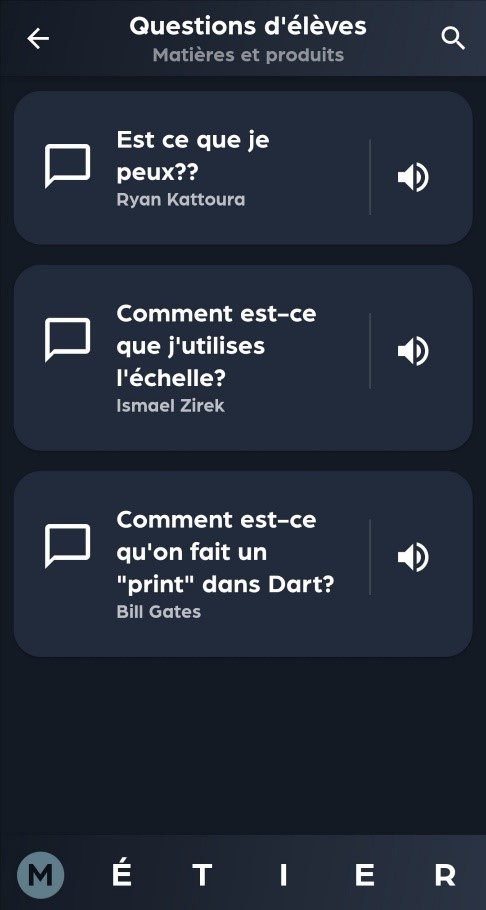 Questions d'élèves
Matières et produits
Est ce que je
peux??
Ryan Kattoura
Comment est-ce
que j'utilises
l'échelle?
Ismael Zirek
Comment est-ce
qu'on fait un
"print" dans Dart?
Bill Gates
M É T I E R